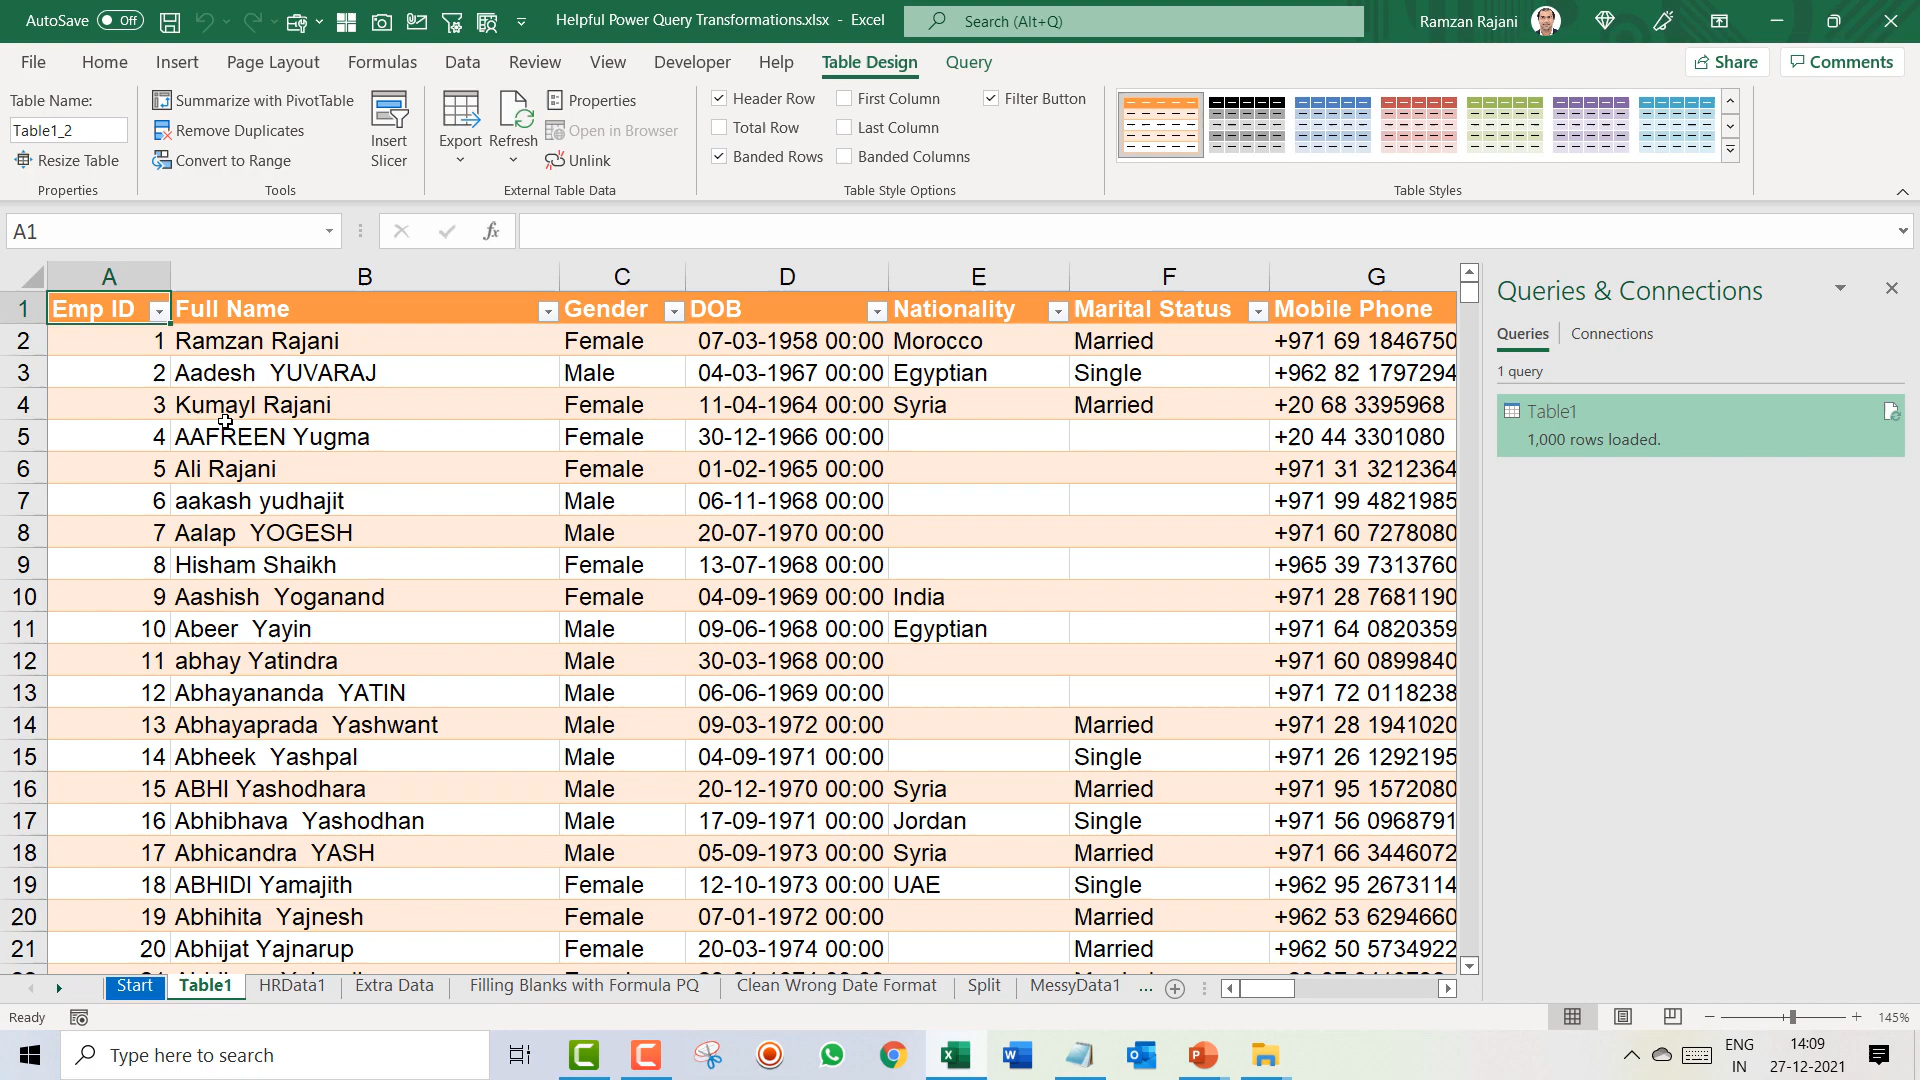 AutoSave Off Helpful Power Query Transformations.xlsx - Excel Search (Alt+Q) Ramzan Rajani
File Home Insert Page Layout Formulas Data Review View Developer Help Table Design Query Share Comments
Table Name:
Table1_2
Resize Table
Properties
Summarize with PivotTable
Remove Duplicates
Convert to Range
Insert Slicer
Tools
Export Refresh
Properties
Open in Browser
Unlink
External Table Data
Header Row First Column Filter Button
Total Row Last Column
Banded Rows Banded Columns
Table Style Options
Table Styles
A1 fx
A B C D E F G
1 Emp ID Full Name Gender DOB Nationality Marital Status Mobile Phone
2 1 Ramzan Rajani Female 07-03-1958 00:00 Morocco Married +971 69 1846750
3 2 Aadesh  YUVARAJ Male 04-03-1967 00:00 Egyptian Single +962 82 1797294
4 3 Kumayl Rajani Female 11-04-1964 00:00 Syria Married +20 68 3395968
5 4 AAFREEN Yugma Female 30-12-1966 00:00 +20 44 3301080
6 5 Ali Rajani Female 01-02-1965 00:00 +971 31 3212364
7 6 aakash yudhajit Male 06-11-1968 00:00 +971 99 4821985
8 7 Aalap  YOGESH Male 20-07-1970 00:00 +971 60 7278080
9 8 Hisham Shaikh Female 13-07-1968 00:00 +965 39 7313760
10 9 Aashish  Yoganand Female 04-09-1969 00:00 India +971 28 7681190
11 10 Abeer  Yayin Male 09-06-1968 00:00 Egyptian +971 64 0820359
12 11 abhay Yatindra Male 30-03-1968 00:00 +971 60 0899840
13 12 Abhayananda  YATIN Male 06-06-1969 00:00 +971 72 0118238
14 13 Abhayaprada  Yashwant Male 09-03-1972 00:00 Married +971 28 1941020
15 14 Abheek  Yashpal Male 04-09-1971 00:00 Single +971 26 1292195
16 15 ABHI Yashodhara Male 20-12-1970 00:00 Syria Married +971 95 1572080
17 16 Abhibhava  Yashodhan Male 17-09-1971 00:00 Jordan Single +971 56 0968791
18 17 Abhicandra  YASH Male 05-09-1973 00:00 Syria Married +971 66 3446072
19 18 ABHIDI Yamajith Female 12-10-1973 00:00 UAE Single +962 95 2673114
20 19 Abhihita  Yajnesh Female 07-01-1972 00:00 Married +962 53 6294660
21 20 Abhijat Yajnarup Female 20-03-1974 00:00 Married +962 50 5734922
Queries & Connections
Queries Connections
1 query
Table1
1,000 rows loaded.
Start Table1 HRData1 Extra Data Filling Blanks with Formula PQ Clean Wrong Date Format Split MessyData1 ...
Ready 145%
Type here to search
ENG
IN
14:09
27-12-2021